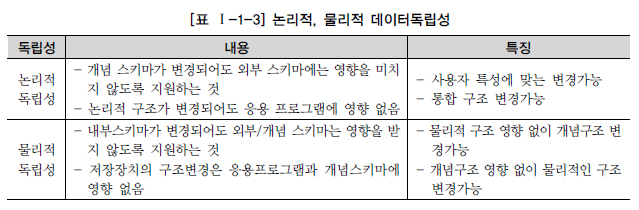 [표 Ⅰ-1-3] 논리적, 물리적 데이터독립성
독립성 내용 특징
논리적
독립성
- 개념 스키마가 변경되어도 외부 스키마에는 영향을 미치
지 않도록 지원하는 것
- 논리적 구조가 변경되어도 응용 프로그램에 영향 없음
- 사용자 특성에 맞는 변경가능
- 통합 구조 변경가능
물리적
독립성
- 내부스키마가 변경되어도 외부/개념 스키마는 영향을 받
지 않도록 지원하는 것
- 저장장치의 구조변경은 응용프로그램과 개념스키마에
영향 없음
- 물리적 구조 영향 없이 개념구조 변
경가능
- 개념구조 영향 없이 물리적인 구조
변경가능